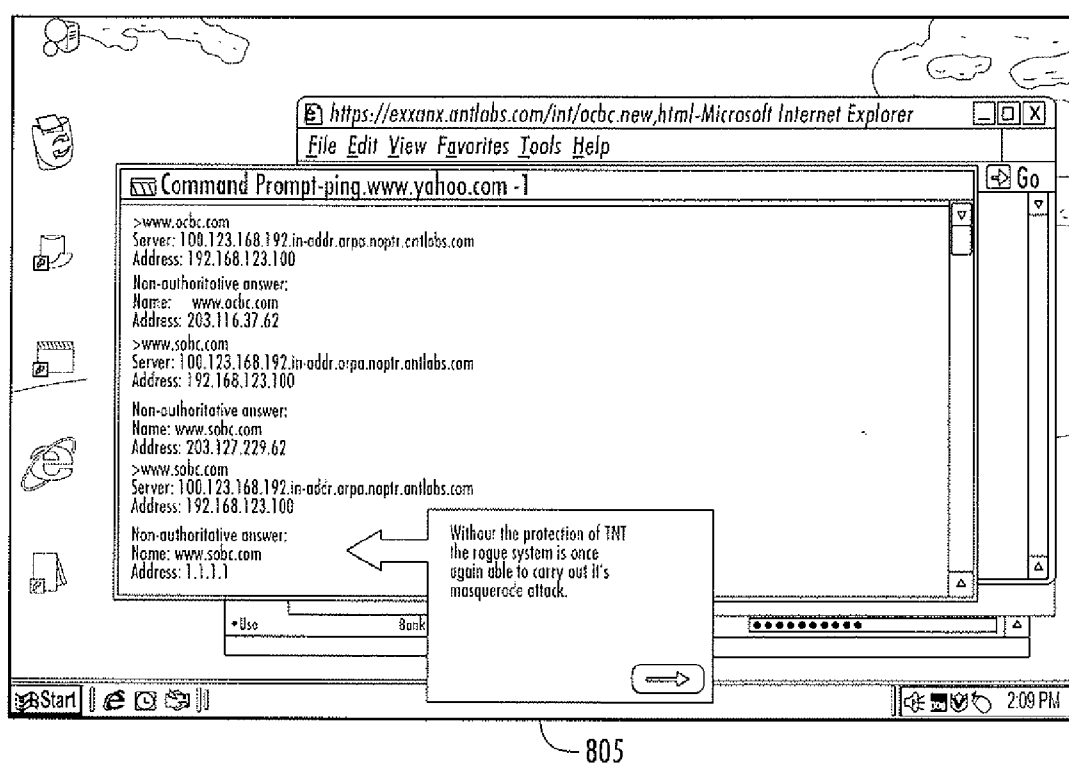 https://exxanx.antlabs.com/int/ocbc.new,html-Microsoft Internet Explorer
File Edit View Favorites Tools Help
Command Prompt-ping.www.yahoo.com -1
Go
>www.ocbc.com
Server: 100.123.168.192.in-addr.arpa.noptr.antlabs.com
Address: 192.168.123.100
Non-authoritative answer:
Name: www.ocbc.com
Address: 203.116.37.62
>www.sobc.com
Server: 100.123.168.192.in-addr.arpa.noptr.antlabs.com
Address: 192.168.123.100
Non-authoritative answer:
Name: www.sobc.com
Address: 203.127.229.62
>www.sobc.com
Server: 100.123.168.192.in-addr.arpa.noptr.antlabs.com
Address: 192.168.123.100
Non-authoritative answer:
Name: www.sobc.com
Address: 1.1.1.1
Without the protection of TNT
the rogue system is once
again able to carry out it's
masquerade attack.
•Use Bank
Start
2:09 PM
805